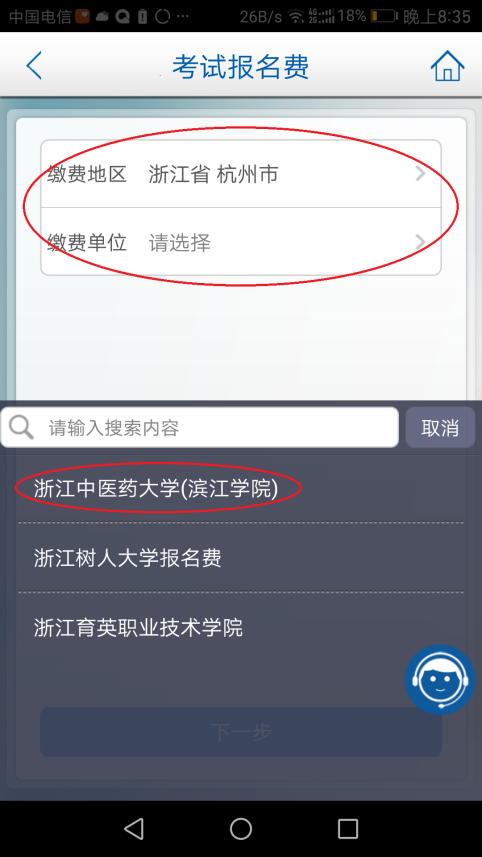 中国电信 ··· 26B/s 4G 2G 18% 晚上8:35
考试报名费
缴费地区 浙江省 杭州市
缴费单位 请选择
请输入搜索内容 取消
浙江中医药大学(滨江学院)
浙江树人大学报名费
浙江育英职业技术学院
下一步